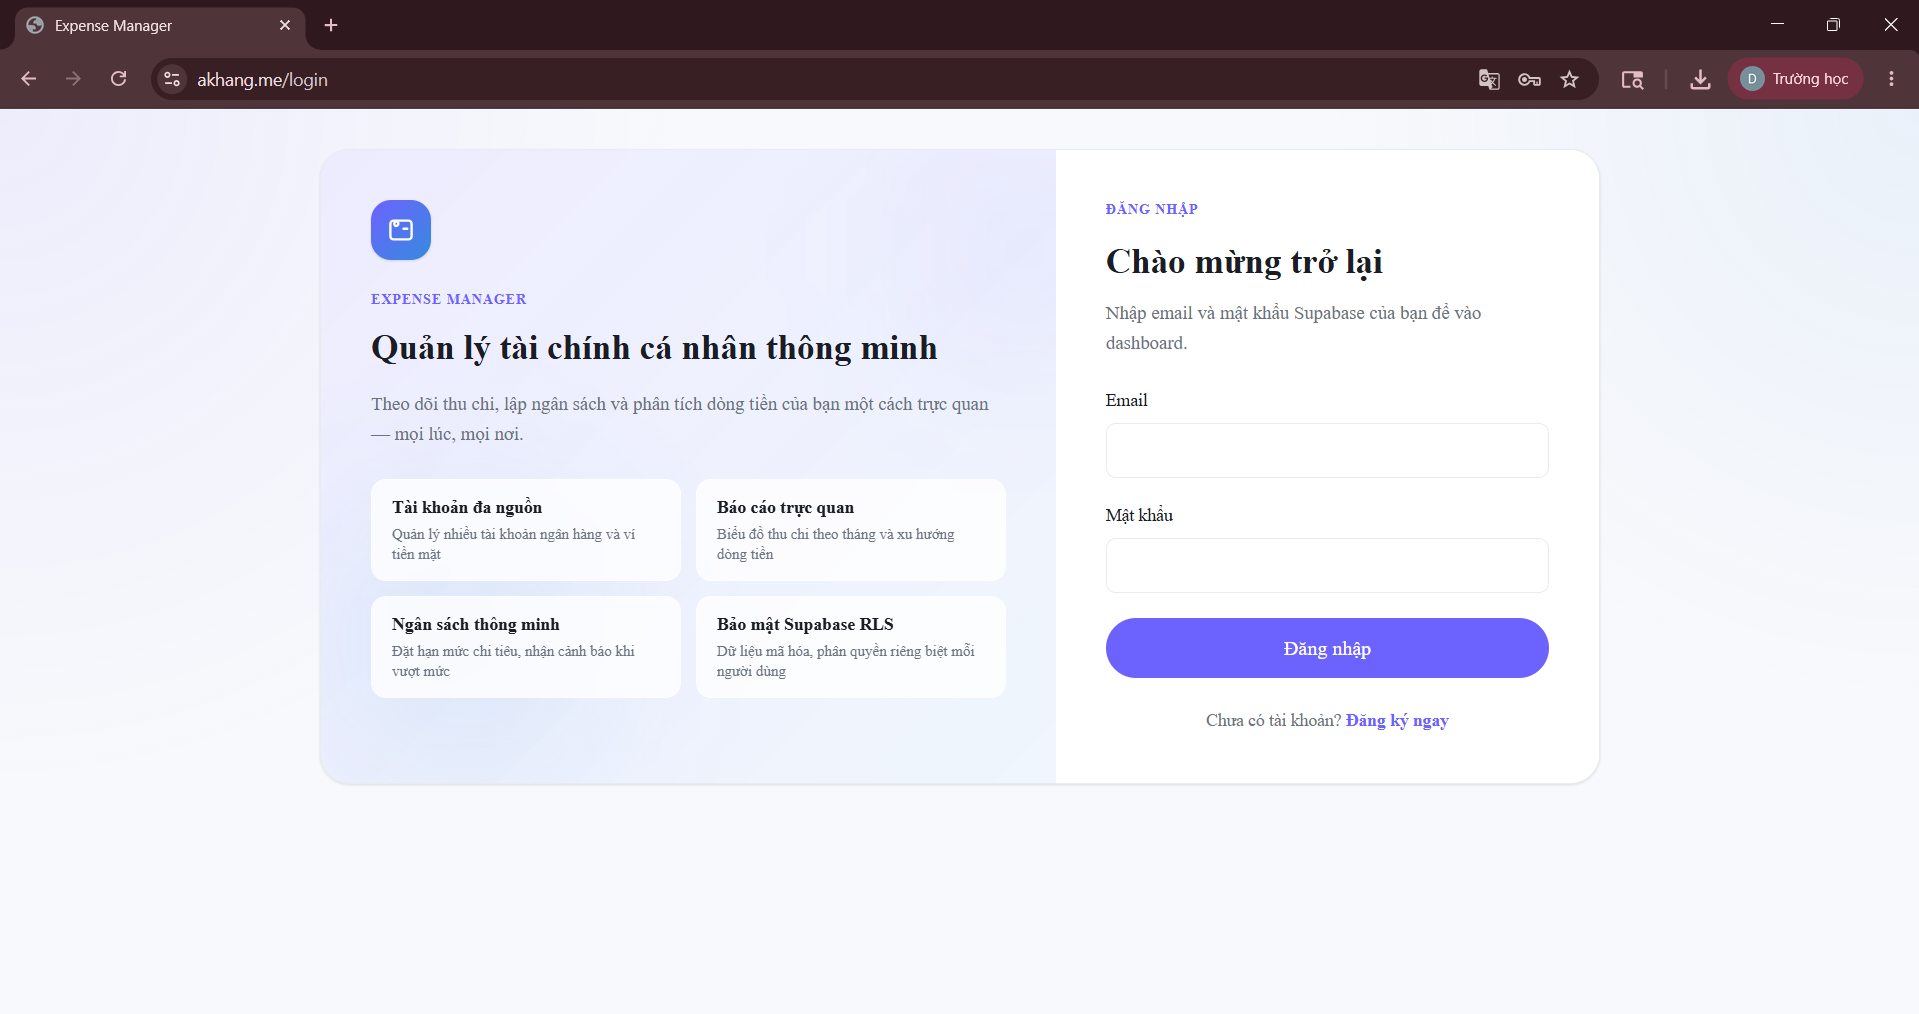 Expense Manager
akhang.me/login
D
Trường học
EXPENSE MANAGER
Quản lý tài chính cá nhân thông minh
Theo dõi thu chi, lập ngân sách và phân tích dòng tiền của bạn một cách trực quan
— mọi lúc, mọi nơi.
Tài khoản đa nguồn
Quản lý nhiều tài khoản ngân hàng và ví
tiền mặt
Báo cáo trực quan
Biểu đồ thu chi theo tháng và xu hướng
dòng tiền
Ngân sách thông minh
Đặt hạn mức chi tiêu, nhận cảnh báo khi
vượt mức
Bảo mật Supabase RLS
Dữ liệu mã hóa, phân quyền riêng biệt mỗi
người dùng
ĐĂNG NHẬP
Chào mừng trở lại
Nhập email và mật khẩu Supabase của bạn để vào
dashboard.
Email
Mật khẩu
Đăng nhập
Chưa có tài khoản? Đăng ký ngay